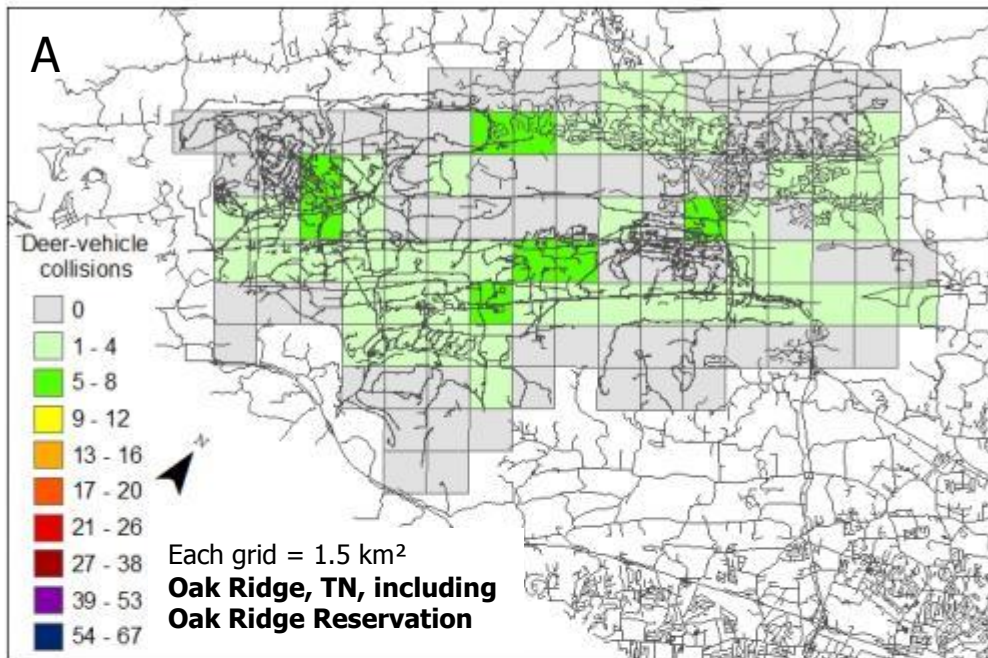 A
Deer-vehicle
collisions
0
1 - 4
5 - 8
9 - 12
13 - 16
17 - 20
21 - 26
27 - 38
39 - 53
54 - 67
N
Each grid = 1.5 km²
Oak Ridge, TN, including
Oak Ridge Reservation